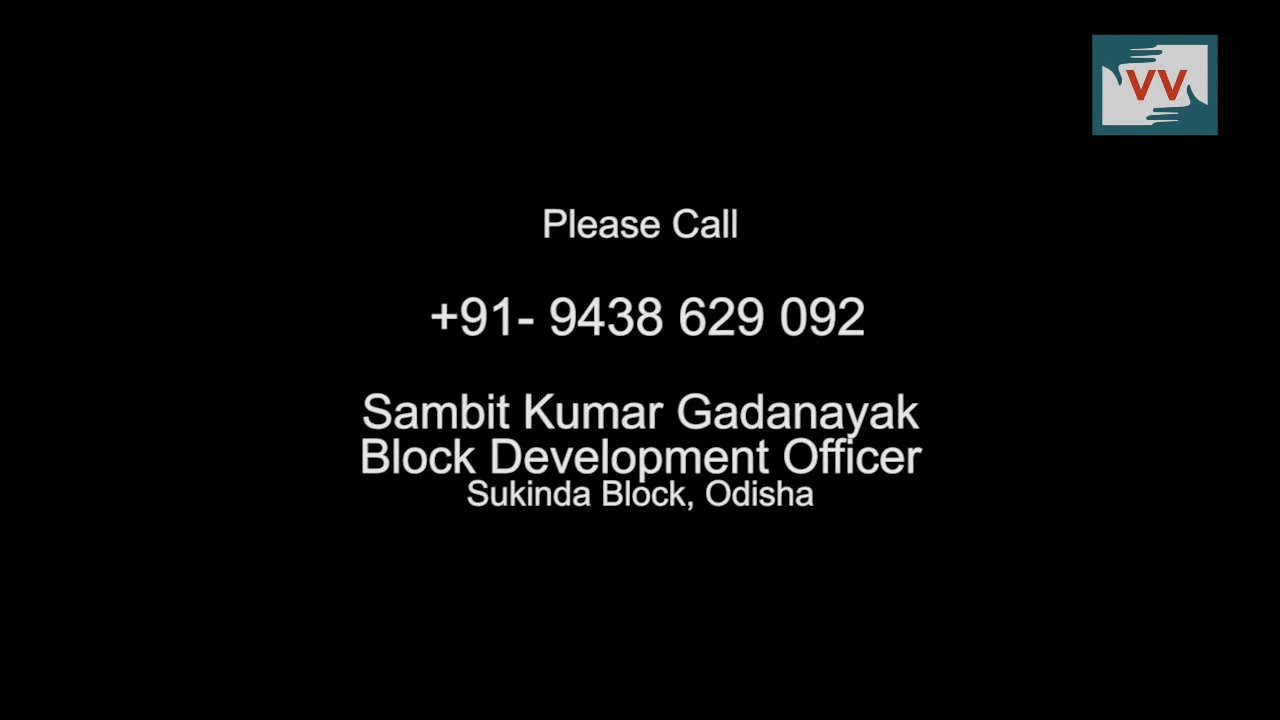 VV
Please Call
+91- 9438 629 092
Sambit Kumar Gadanayak
Block Development Officer
Sukinda Block, Odisha